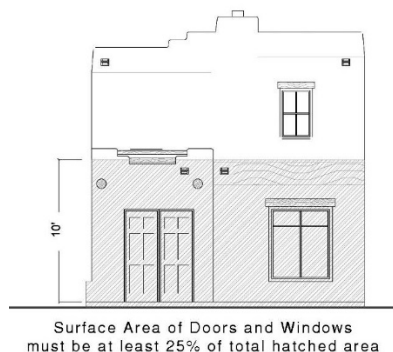 10'
Surface Area of Doors and Windows
must be at least 25% of total hatched area